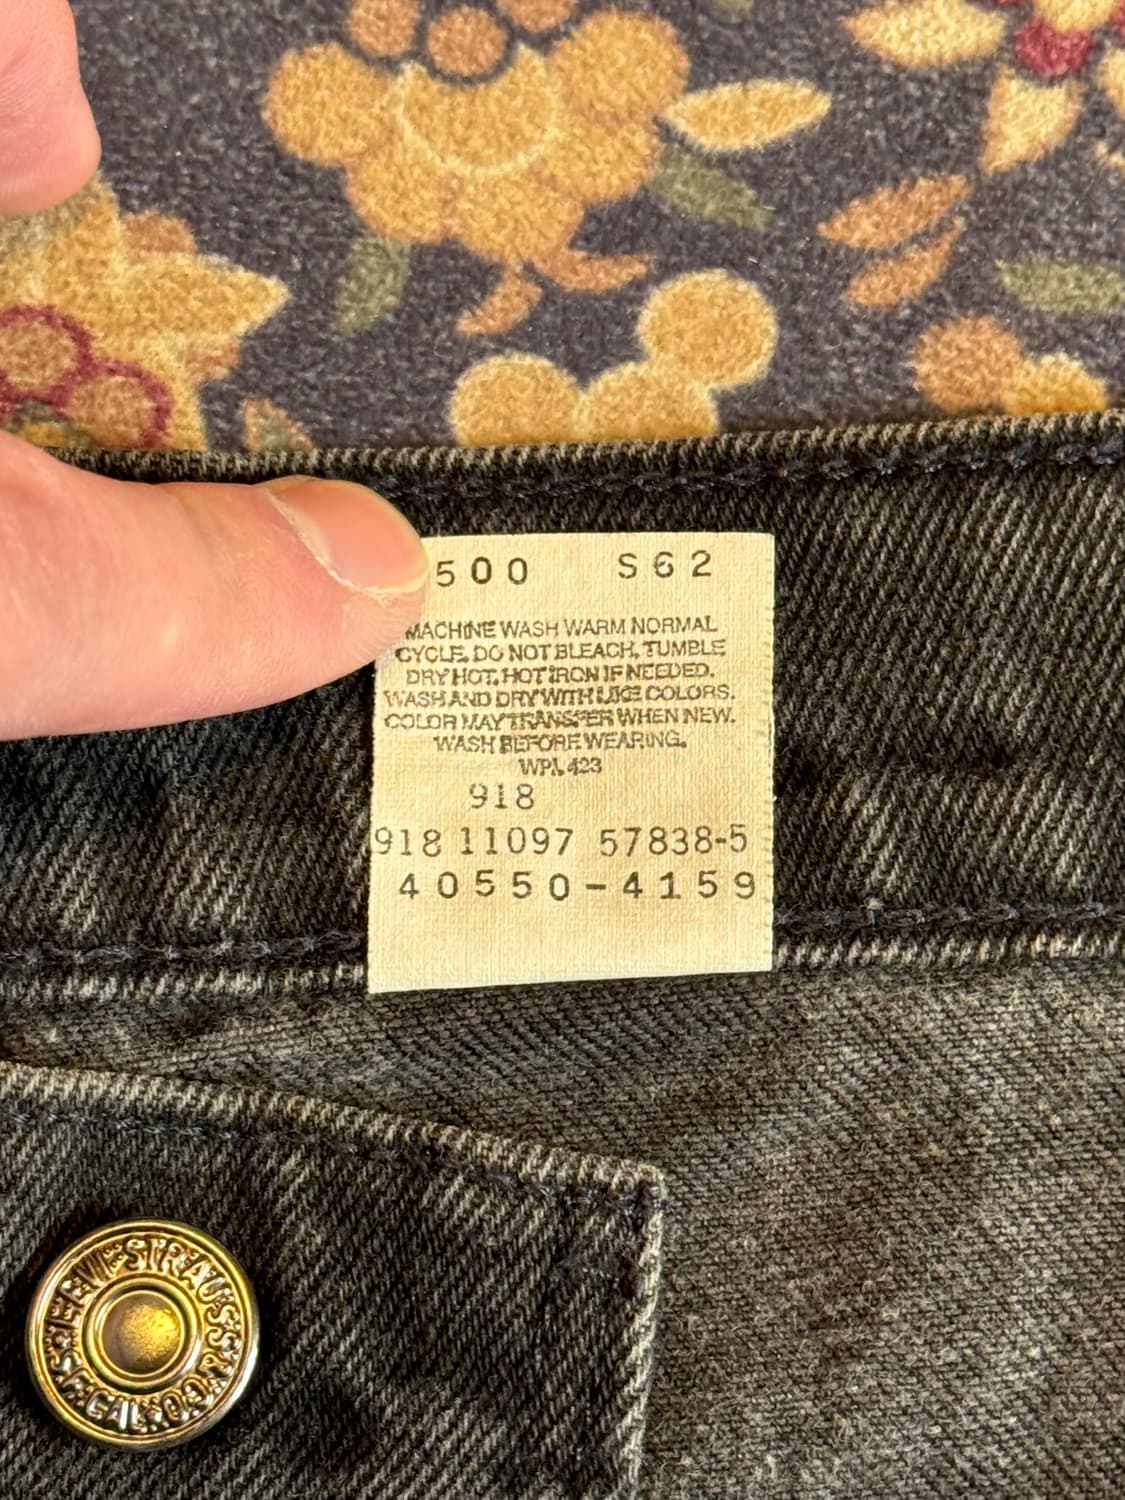 500 S62
MACHINE WASH WARM NORMAL
CYCLE. DO NOT BLEACH, TUMBLE
DRY HOT. HOT IRON IF NEEDED.
WASH AND DRY WITH LIKE COLORS.
COLOR MAY TRANSFER WHEN NEW.
WASH BEFORE WEARING.
WPL 423
918
918 11097 57838-5
40550-4159
LEVI STRAUSS & CO S.F. CAL